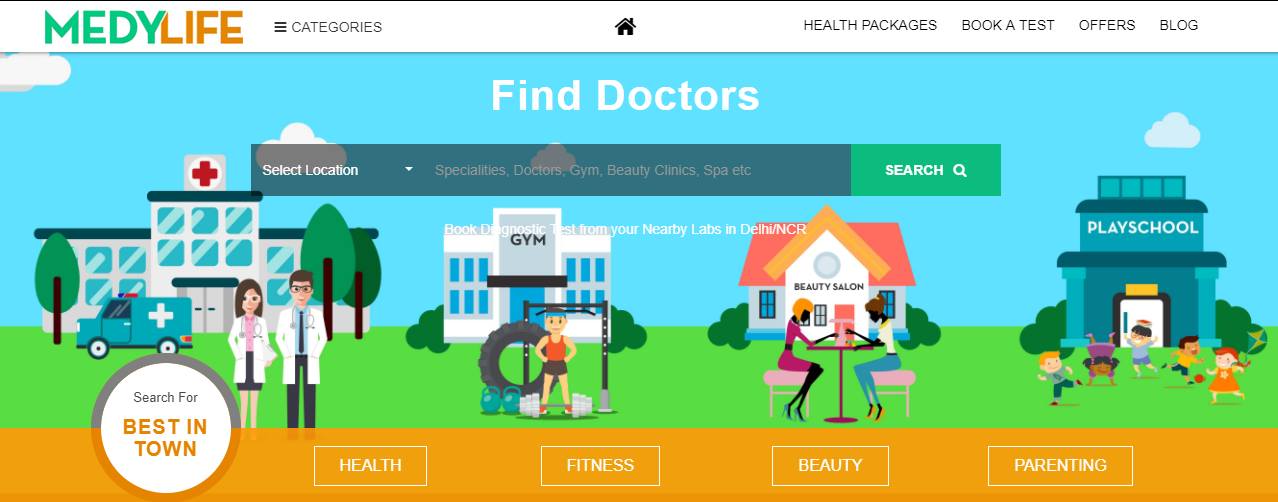 MEDYLIFE CATEGORIES HEALTH PACKAGES BOOK A TEST OFFERS BLOG
Find Doctors
Select Location Specialities, Doctors, Gym, Beauty Clinics, Spa etc SEARCH
Book Diagnostic Test from your Nearby Labs in Delhi/NCR
GYM
PLAYSCHOOL
BEAUTY SALON
Search For
BEST IN
TOWN
HEALTH FITNESS BEAUTY PARENTING